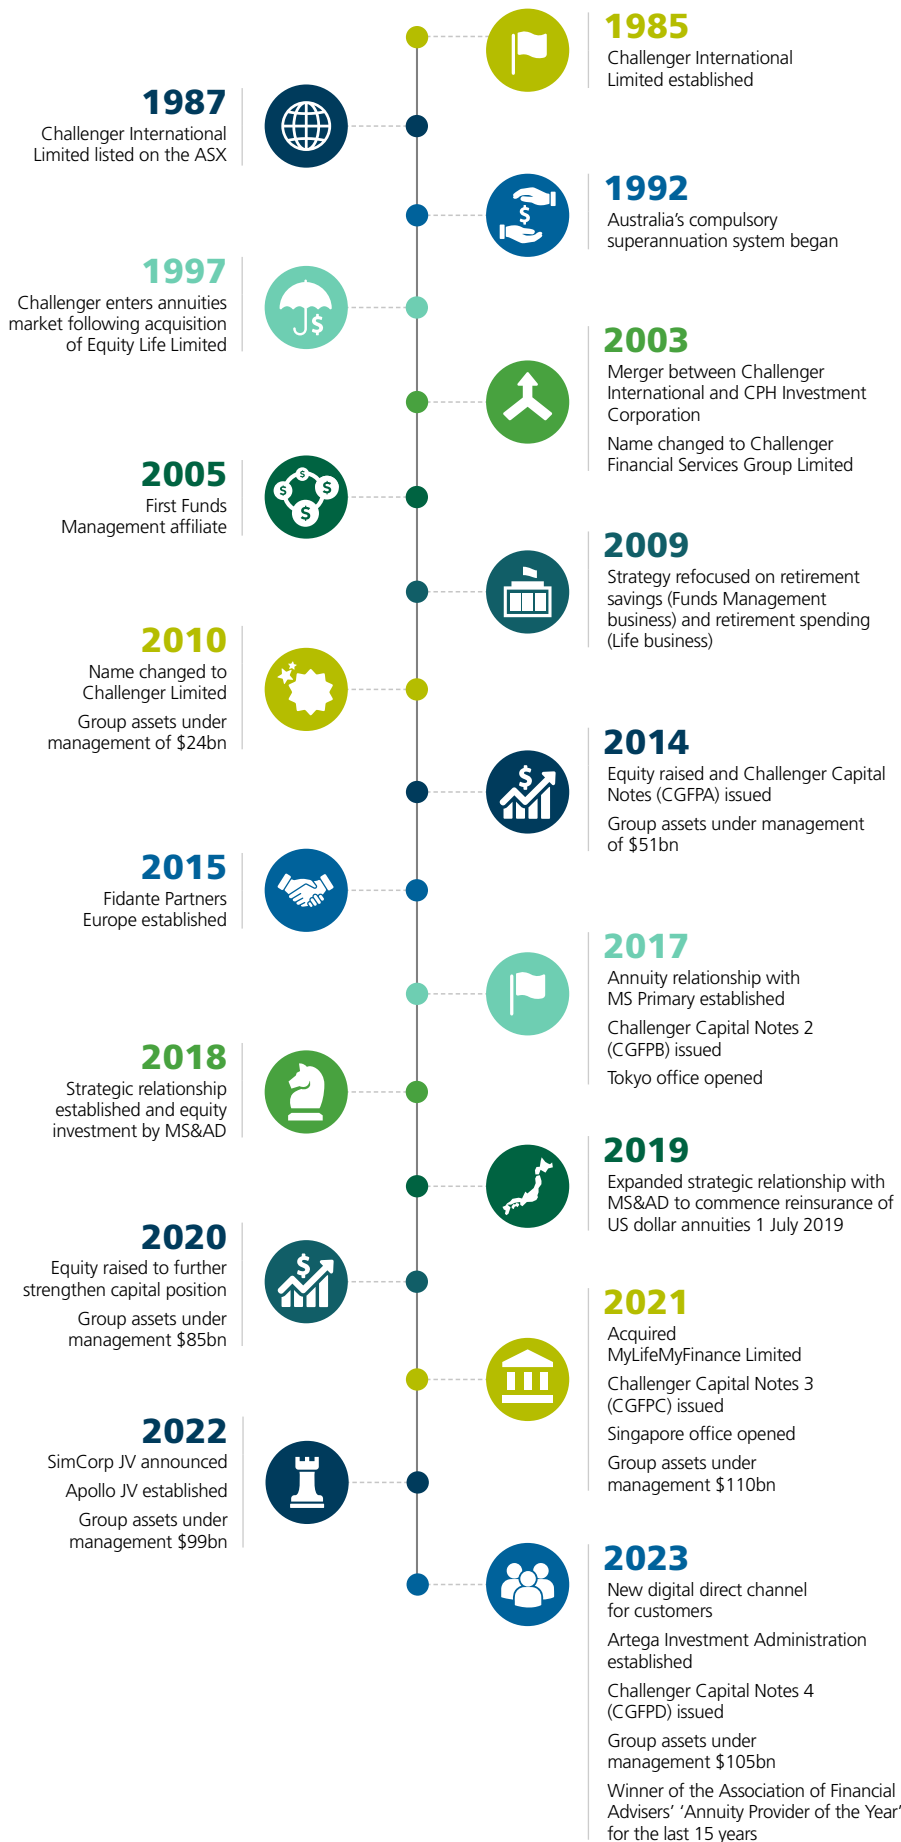 1985
Challenger International
Limited established
1987
Challenger International
Limited listed on the ASX
1992
Australia’s compulsory
superannuation system began
1997
Challenger enters annuities
market following acquisition
of Equity Life Limited
2003
Merger between Challenger
International and CPH Investment
Corporation
Name changed to Challenger
Financial Services Group Limited
2005
First Funds
Management affiliate
2009
Strategy refocused on retirement
savings (Funds Management
business) and retirement spending
(Life business)
2010
Name changed to
Challenger Limited
Group assets under
management of $24bn
2014
Equity raised and Challenger Capital
Notes (CGFPA) issued
Group assets under management
of $51bn
2015
Fidante Partners
Europe established
2017
Annuity relationship with
MS Primary established
Challenger Capital Notes 2
(CGFPB) issued
Tokyo office opened
2018
Strategic relationship
established and equity
investment by MS&AD
2019
Expanded strategic relationship with
MS&AD to commence reinsurance of
US dollar annuities 1 July 2019
2020
Equity raised to further
strengthen capital position
Group assets under
management $85bn
2021
Acquired
MyLifeMyFinance Limited
Challenger Capital Notes 3
(CGFPC) issued
Singapore office opened
Group assets under
management $110bn
2022
SimCorp JV announced
Apollo JV established
Group assets under
management $99bn
2023
New digital direct channel
for customers
Artega Investment Administration
established
Challenger Capital Notes 4
(CGFPD) issued
Group assets under
management $105bn
Winner of the Association of Financial
Advisers’ ‘Annuity Provider of the Year’
for the last 15 years